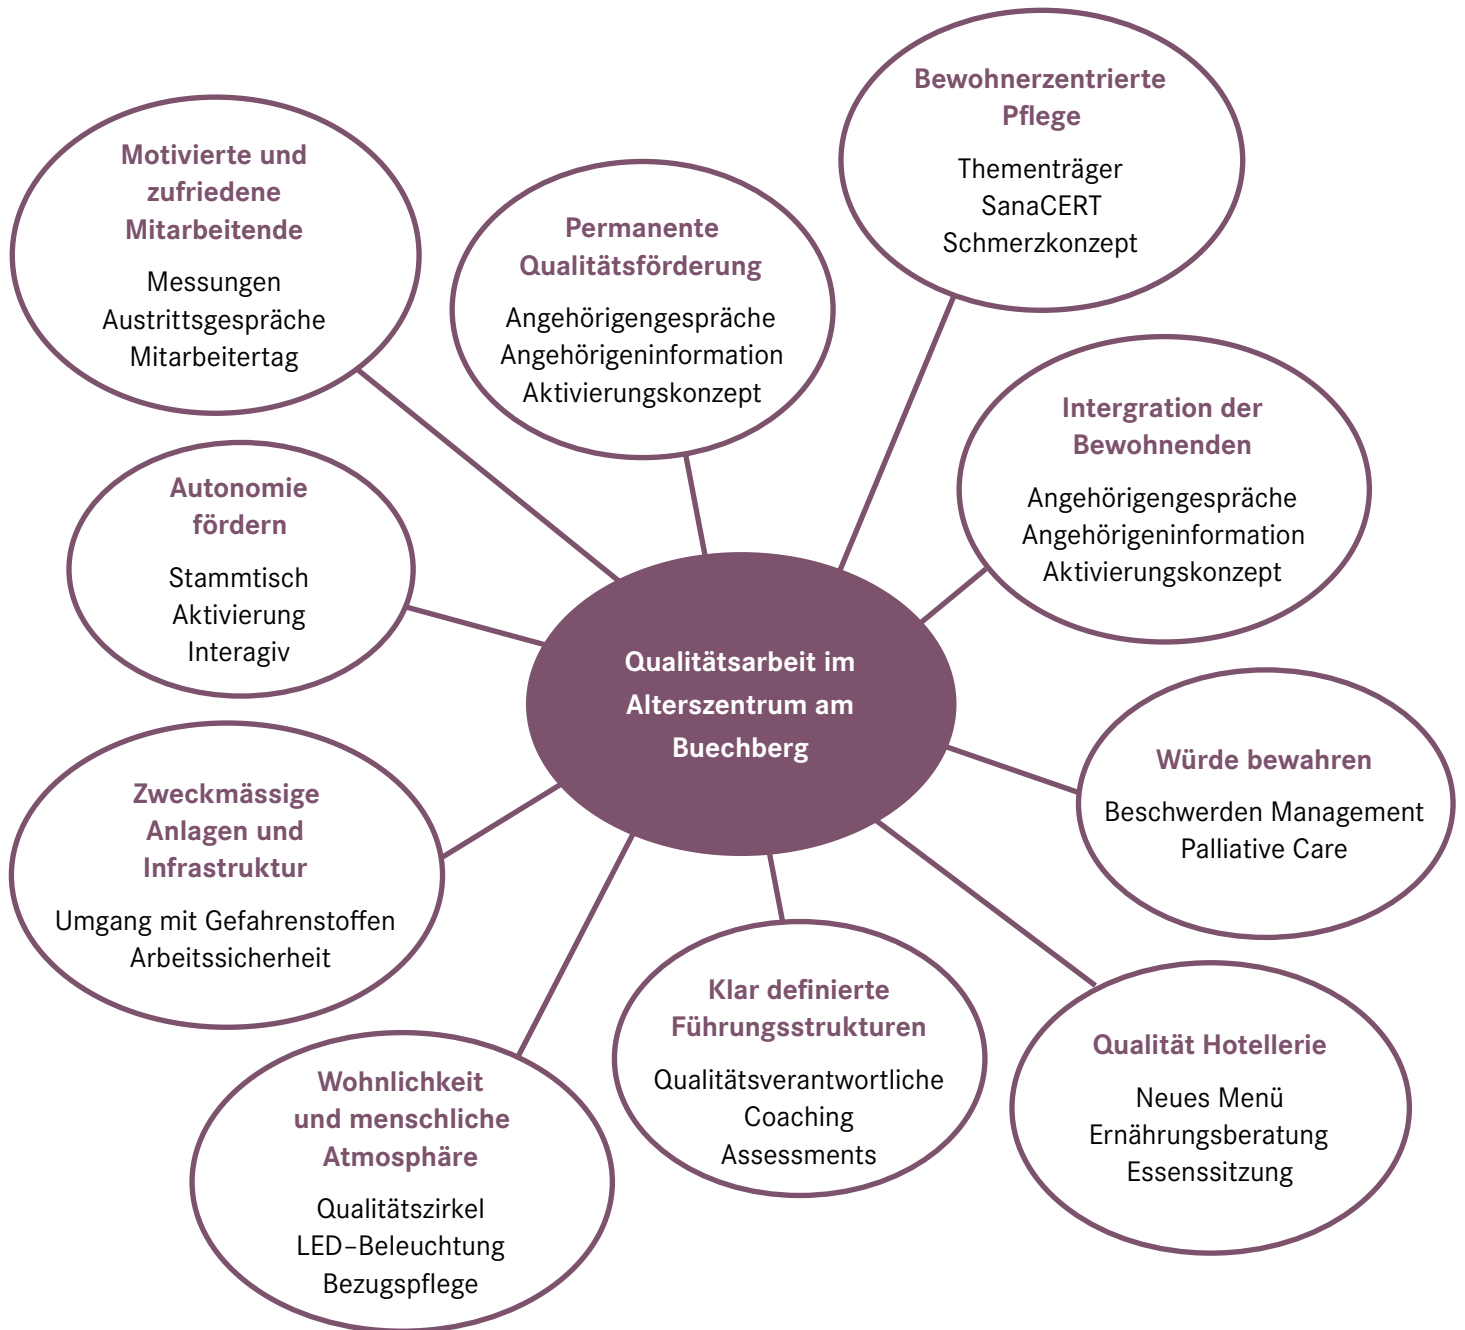 Bewohnerzentrierte
Pflege
Thementräger
SanaCERT
Schmerzkonzept
Motivierte und
zufriedene
Mitarbeitende
Messungen
Austrittsgespräche
Mitarbeitertag
Permanente
Qualitätsförderung
Angehörigengespräche
Angehörigeninformation
Aktivierungskonzept
Intergration der
Bewohnenden
Angehörigengespräche
Angehörigeninformation
Aktivierungskonzept
Autonomie
fördern
Stammtisch
Aktivierung
Interagiv
Qualitätsarbeit im
Alterszentrum am
Buechberg
Würde bewahren
Beschwerden Management
Palliative Care
Zweckmässige
Anlagen und
Infrastruktur
Umgang mit Gefahrenstoffen
Arbeitssicherheit
Klar definierte
Führungsstrukturen
Qualitätsverantwortliche
Coaching
Assessments
Qualität Hotellerie
Neues Menü
Ernährungsberatung
Essenssitzung
Wohnlichkeit
und menschliche
Atmosphäre
Qualitätszirkel
LED–Beleuchtung
Bezugspflege